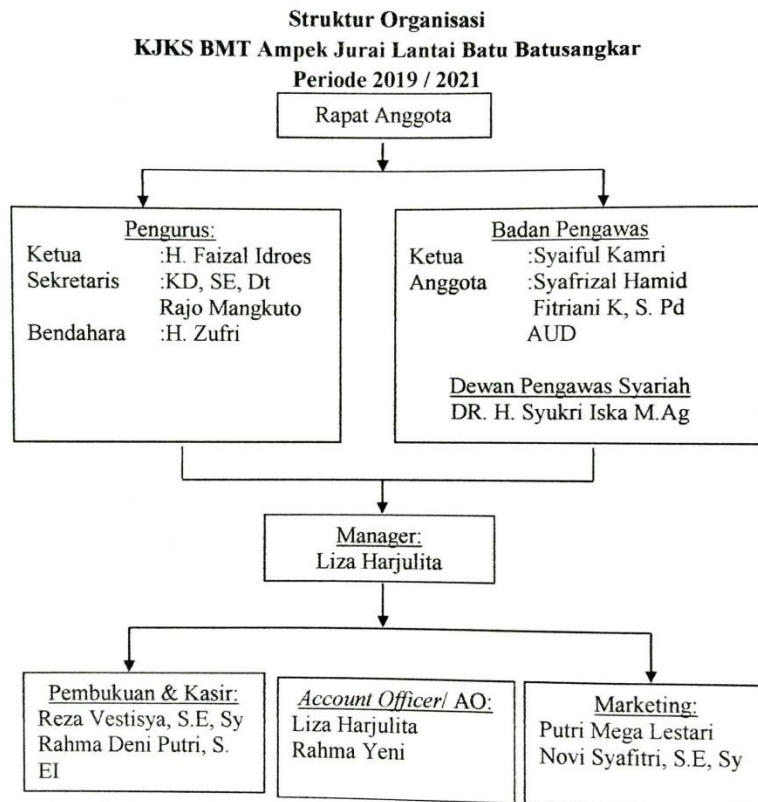 Struktur Organisasi
KJKS BMT Ampek Jurai Lantai Batu Batusangkar
Periode 2019 / 2021
Rapat Anggota
Pengurus:
Ketua :H. Faizal Idroes
Sekretaris :KD, SE, Dt
Rajo Mangkuto
Bendahara :H. Zufri
Badan Pengawas
Ketua :Syaiful Kamri
Anggota :Syafrizal Hamid
Fitriani K, S. Pd
AUD
Dewan Pengawas Syariah
DR. H. Syukri Iska M.Ag
Manager:
Liza Harjulita
Pembukuan & Kasir:
Reza Vestisya, S.E, Sy
Rahma Deni Putri, S.
EI
Account Officer/ AO:
Liza Harjulita
Rahma Yeni
Marketing:
Putri Mega Lestari
Novi Syafitri, S.E, Sy